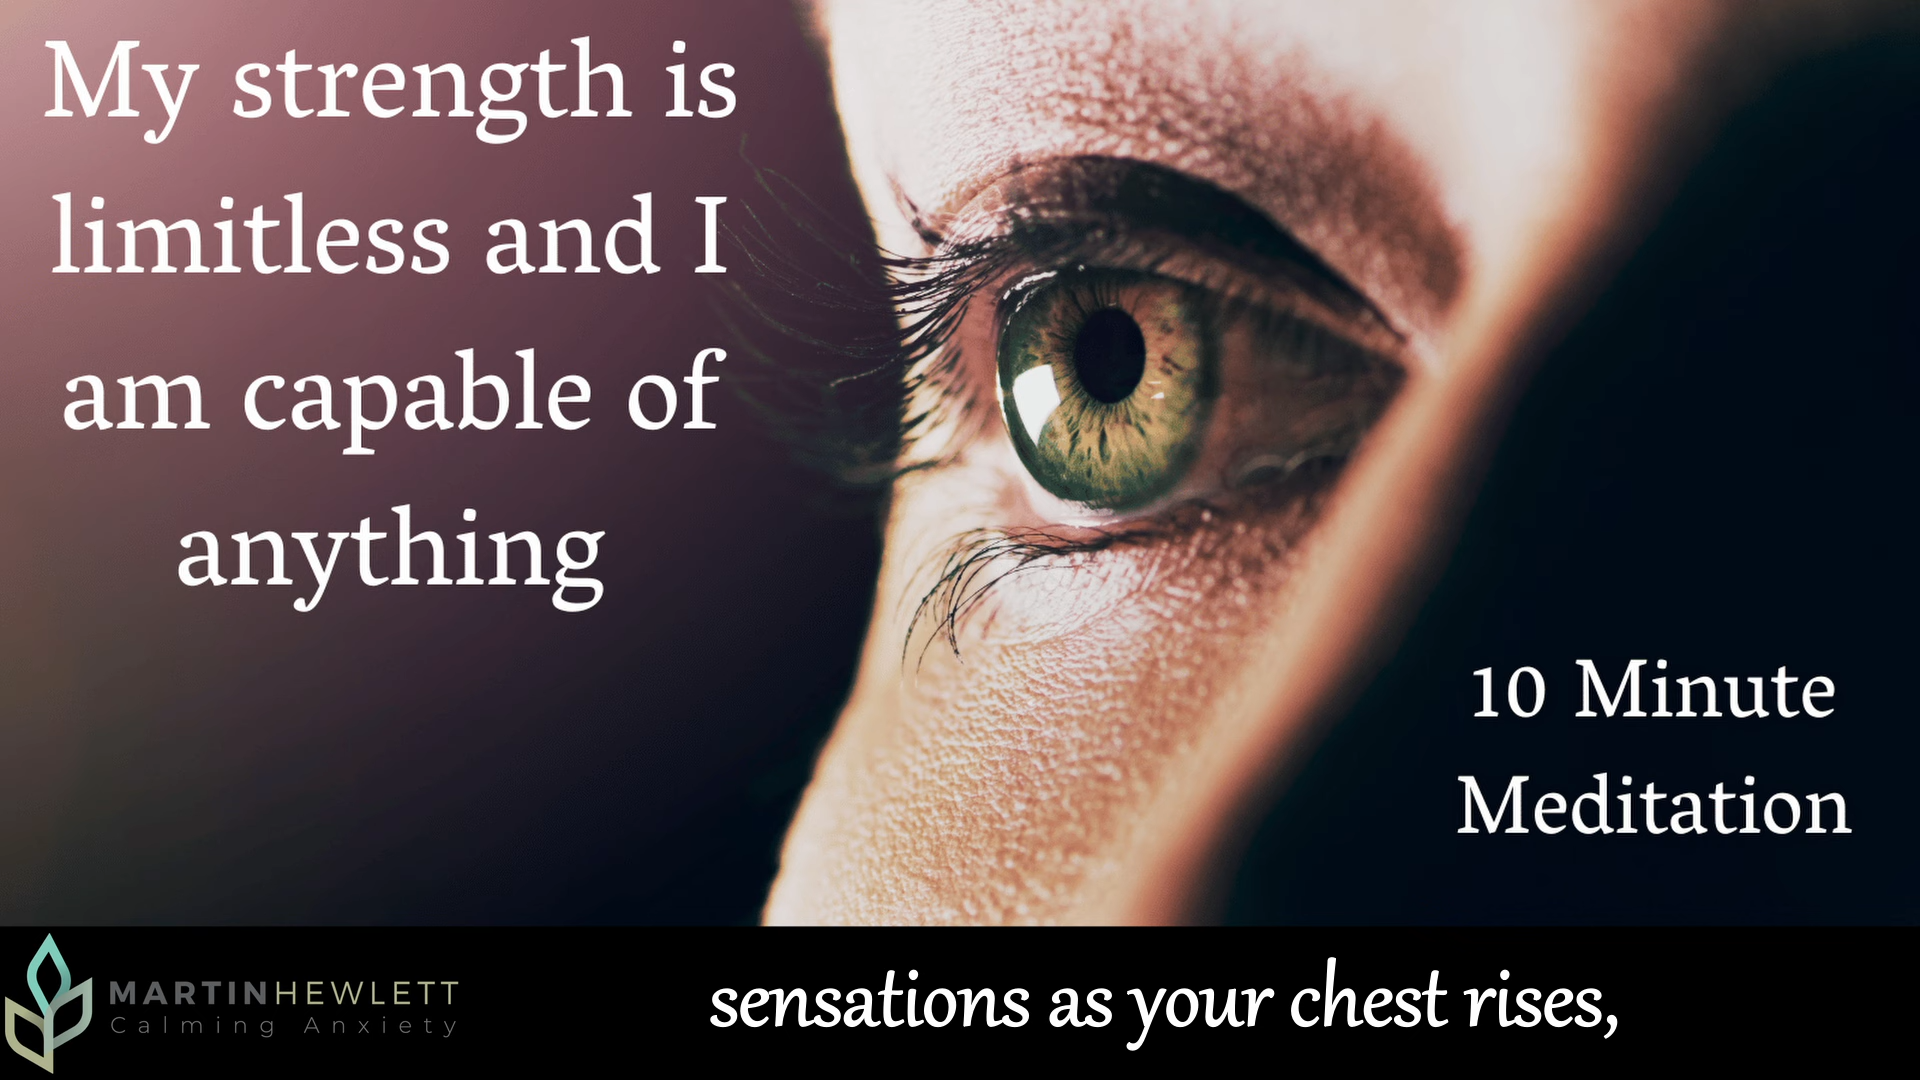 My strength is
limitless and I
am capable of
anything
10 Minute
Meditation
MARTINHEWLETT
Calming Anxiety
sensations as your chest rises,